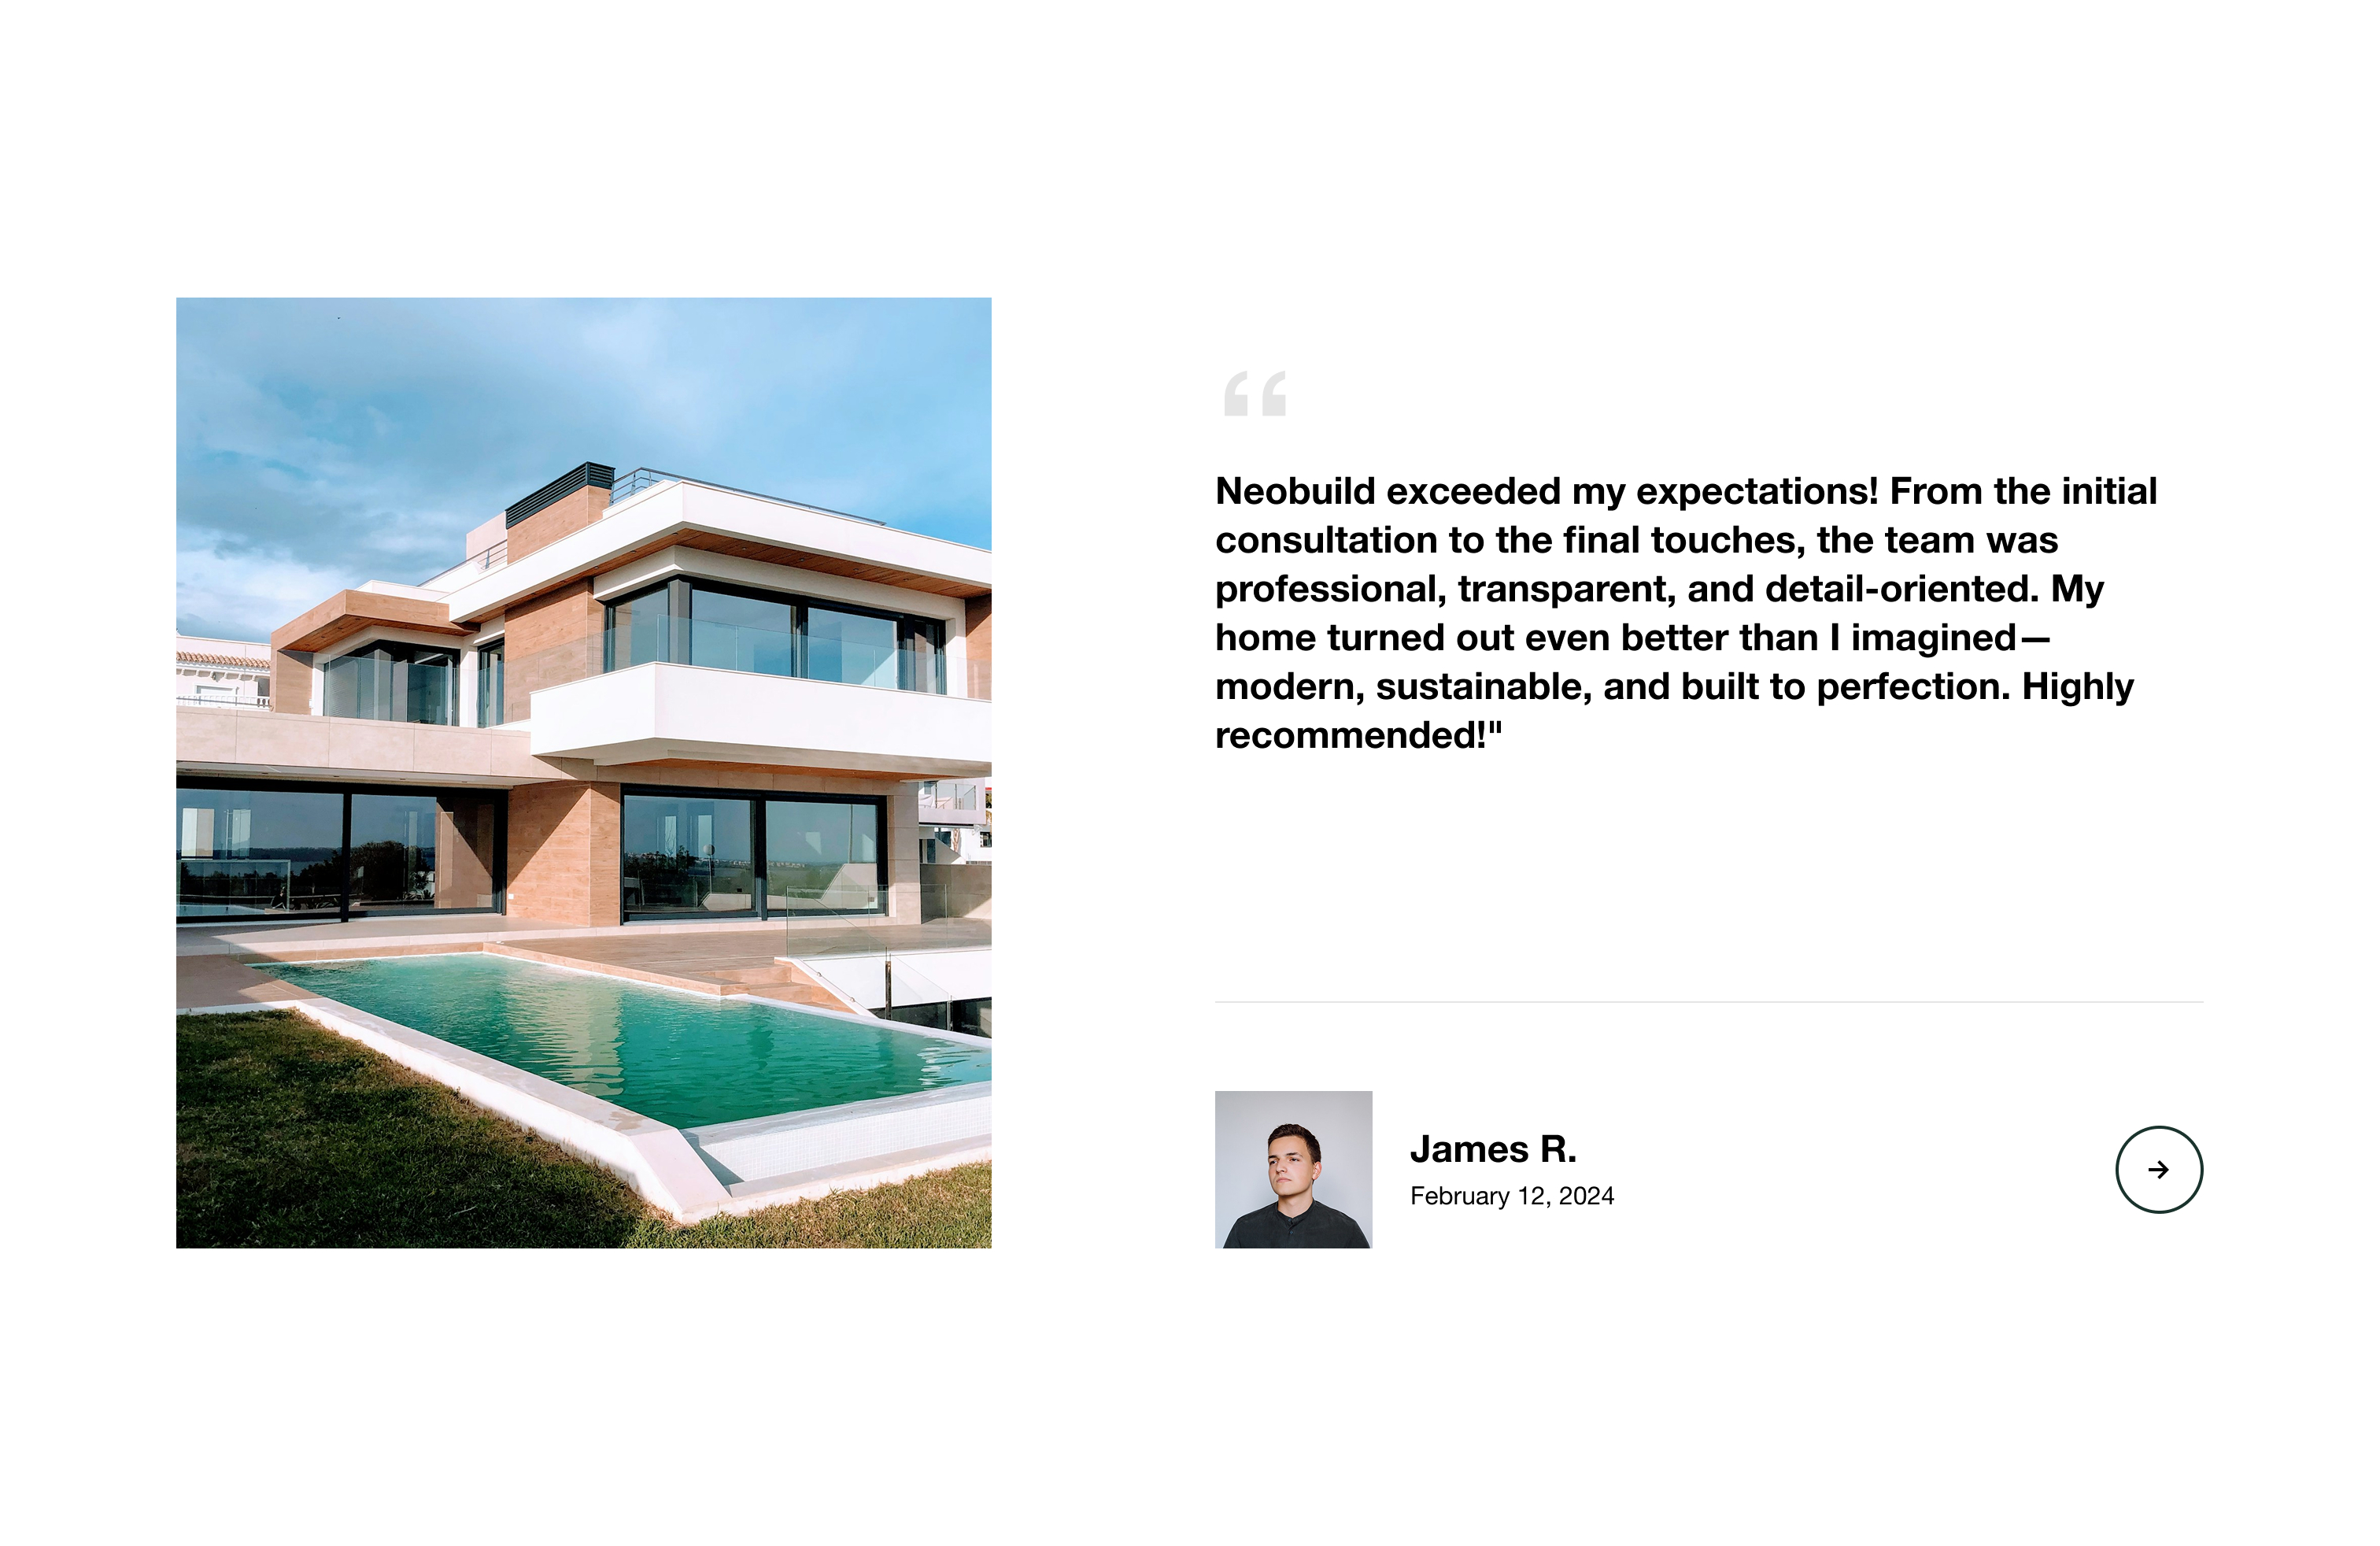 Neobuild exceeded my expectations! From the initial
consultation to the final touches, the team was
professional, transparent, and detail-oriented. My
home turned out even better than I imagined—
modern, sustainable, and built to perfection. Highly
recommended!"
James R.
February 12, 2024